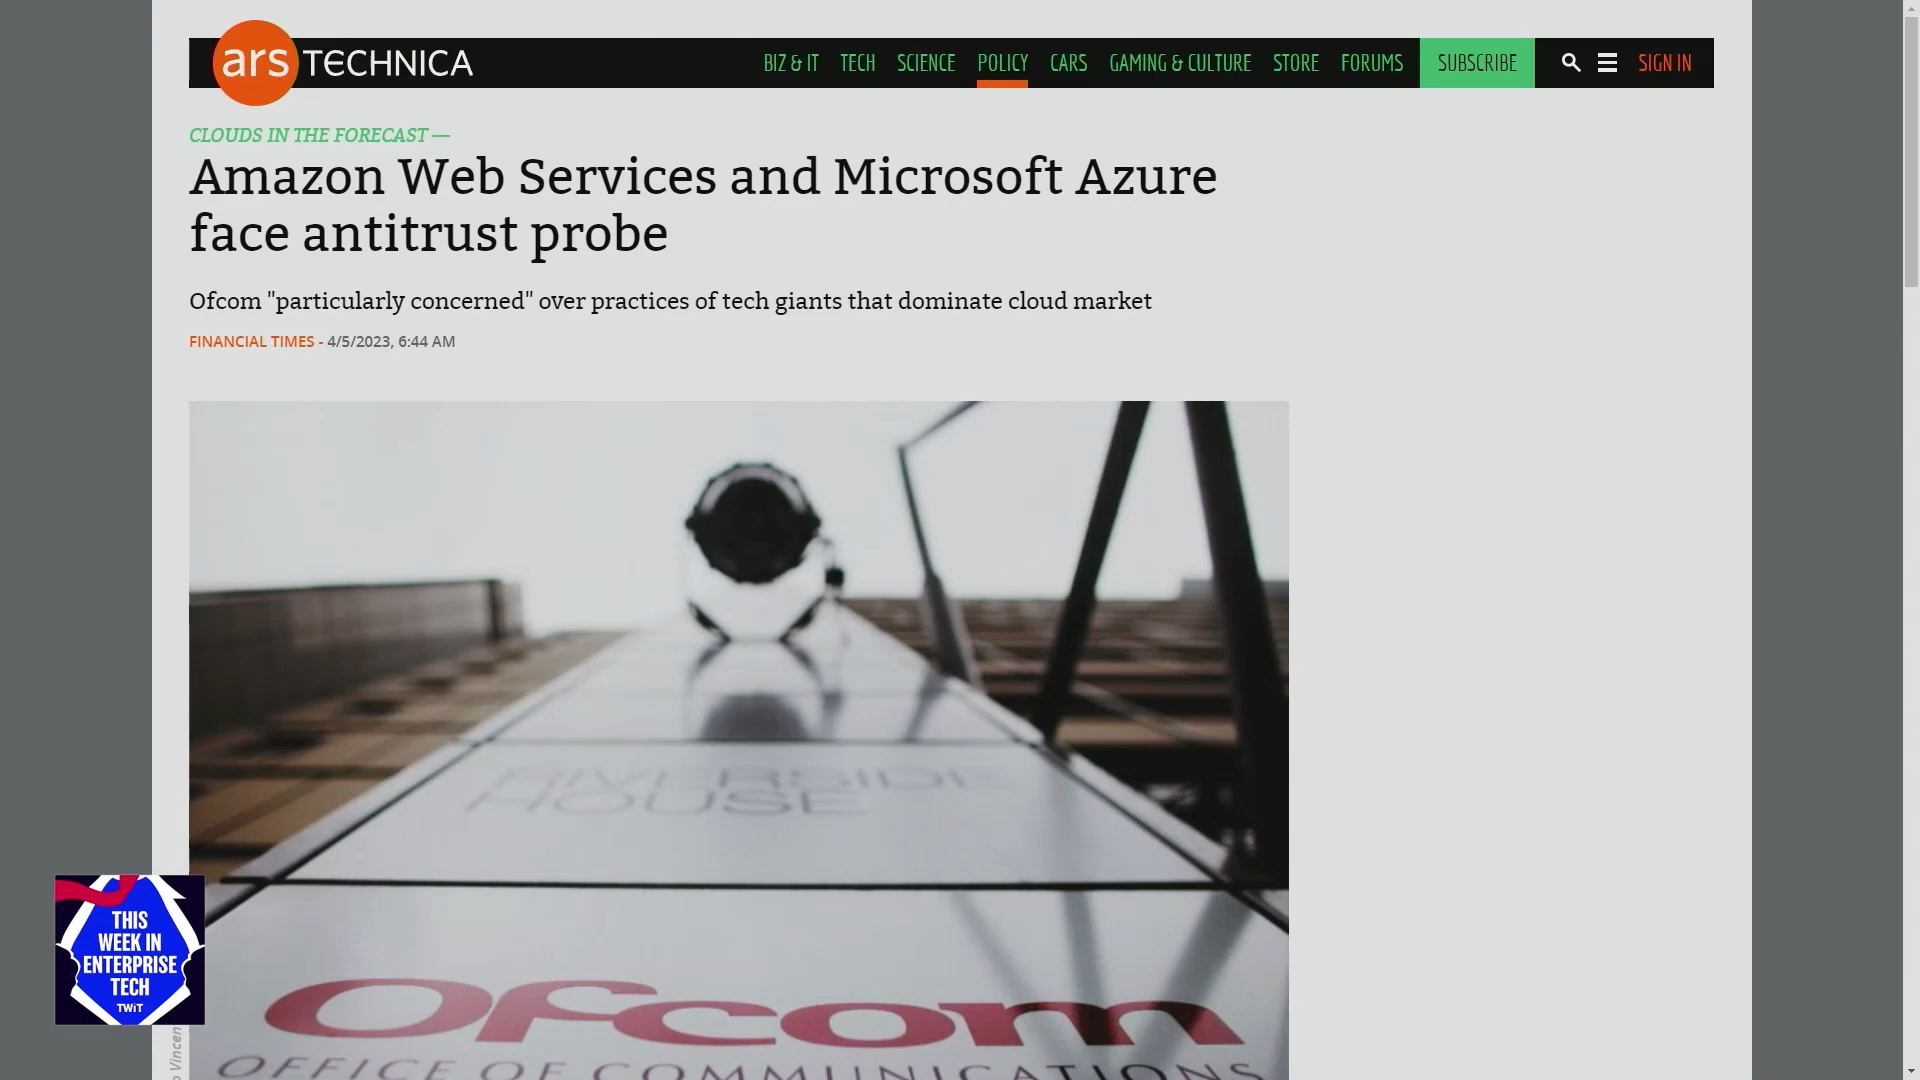 ars TECHNICA
BIZ & IT TECH SCIENCE POLICY CARS GAMING & CULTURE STORE FORUMS SUBSCRIBE SIGN IN
CLOUDS IN THE FORECAST —
Amazon Web Services and Microsoft Azure
face antitrust probe
Ofcom "particularly concerned" over practices of tech giants that dominate cloud market
FINANCIAL TIMES - 4/5/2023, 6:44 AM
RIVERSIDE
HOUSE
Ofcom
OFFICE OF COMMUNICATIONS
THIS
WEEK IN
ENTERPRISE
TECH
TWiT